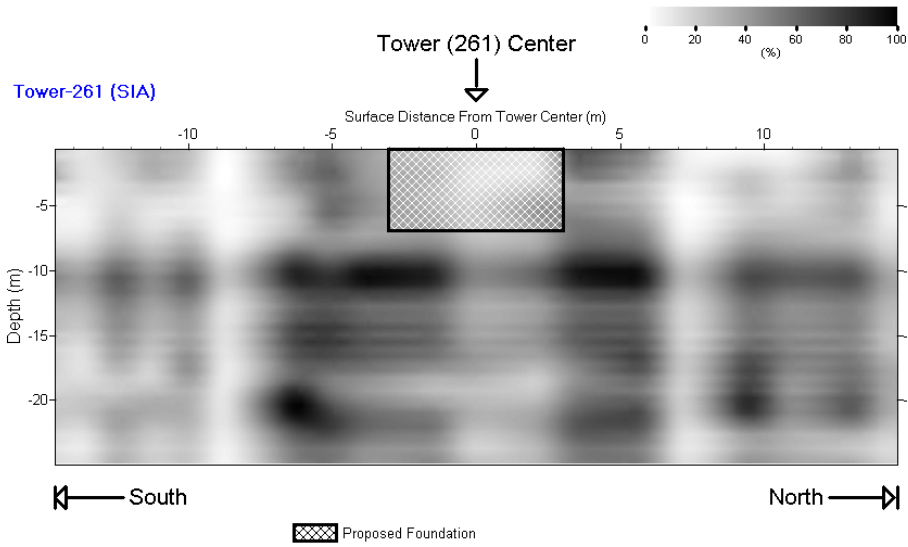 0 20 40 60 80 100
(%)
Tower (261) Center
Tower-261 (SIA)
Surface Distance From Tower Center (m)
-10 -5 0 5 10
Depth (m)
-5
-10
-15
-20
South
North
Proposed Foundation